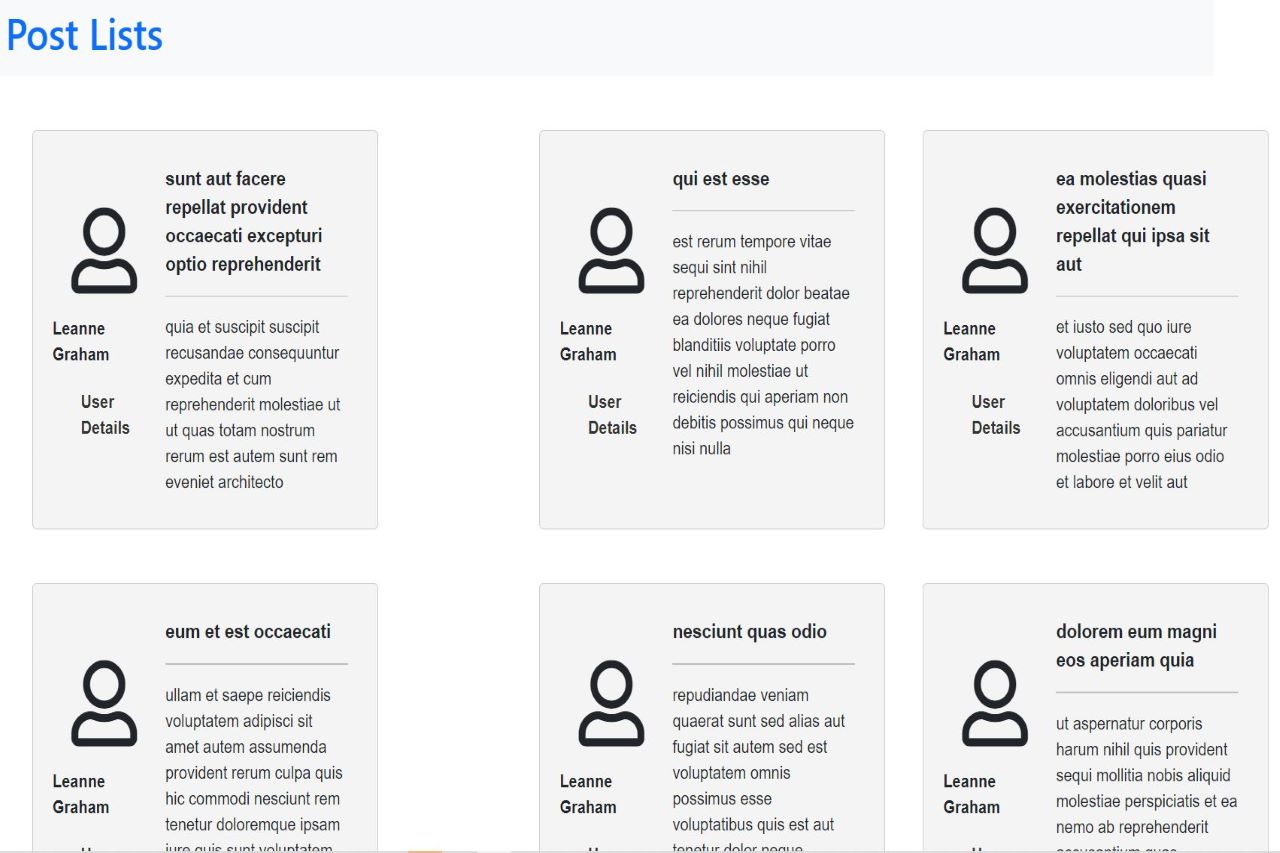 Post Lists
sunt aut facere
repellat provident
occaecati excepturi
optio reprehenderit
quia et suscipit suscipit
recusandae consequuntur
expedita et cum
reprehenderit molestiae ut
ut quas totam nostrum
rerum est autem sunt rem
eveniet architecto
Leanne
Graham
User
Details
qui est esse
est rerum tempore vitae
sequi sint nihil
reprehenderit dolor beatae
ea dolores neque fugiat
blanditiis voluptate porro
vel nihil molestiae ut
reiciendis qui aperiam non
debitis possimus qui neque
nisi nulla
Leanne
Graham
User
Details
ea molestias quasi
exercitationem
repellat qui ipsa sit
aut
et iusto sed quo iure
voluptatem occaecati
omnis eligendi aut ad
voluptatem doloribus vel
accusantium quis pariatur
molestiae porro eius odio
et labore et velit aut
Leanne
Graham
User
Details
eum et est occaecati
ullam et saepe reiciendis
voluptatem adipisci sit
amet autem assumenda
provident rerum culpa quis
hic commodi nesciunt rem
tenetur doloremque ipsam
iure quis sunt voluptatem
Leanne
Graham
nesciunt quas odio
repudiandae veniam
quaerat sunt sed alias aut
fugiat sit autem sed est
voluptatem omnis
possimus esse
voluptatibus quis est aut
tenetur dolor neque
Leanne
Graham
dolorem eum magni
eos aperiam quia
ut aspernatur corporis
harum nihil quis provident
sequi mollitia nobis aliquid
molestiae perspiciatis et ea
nemo ab reprehenderit
Leanne
Graham